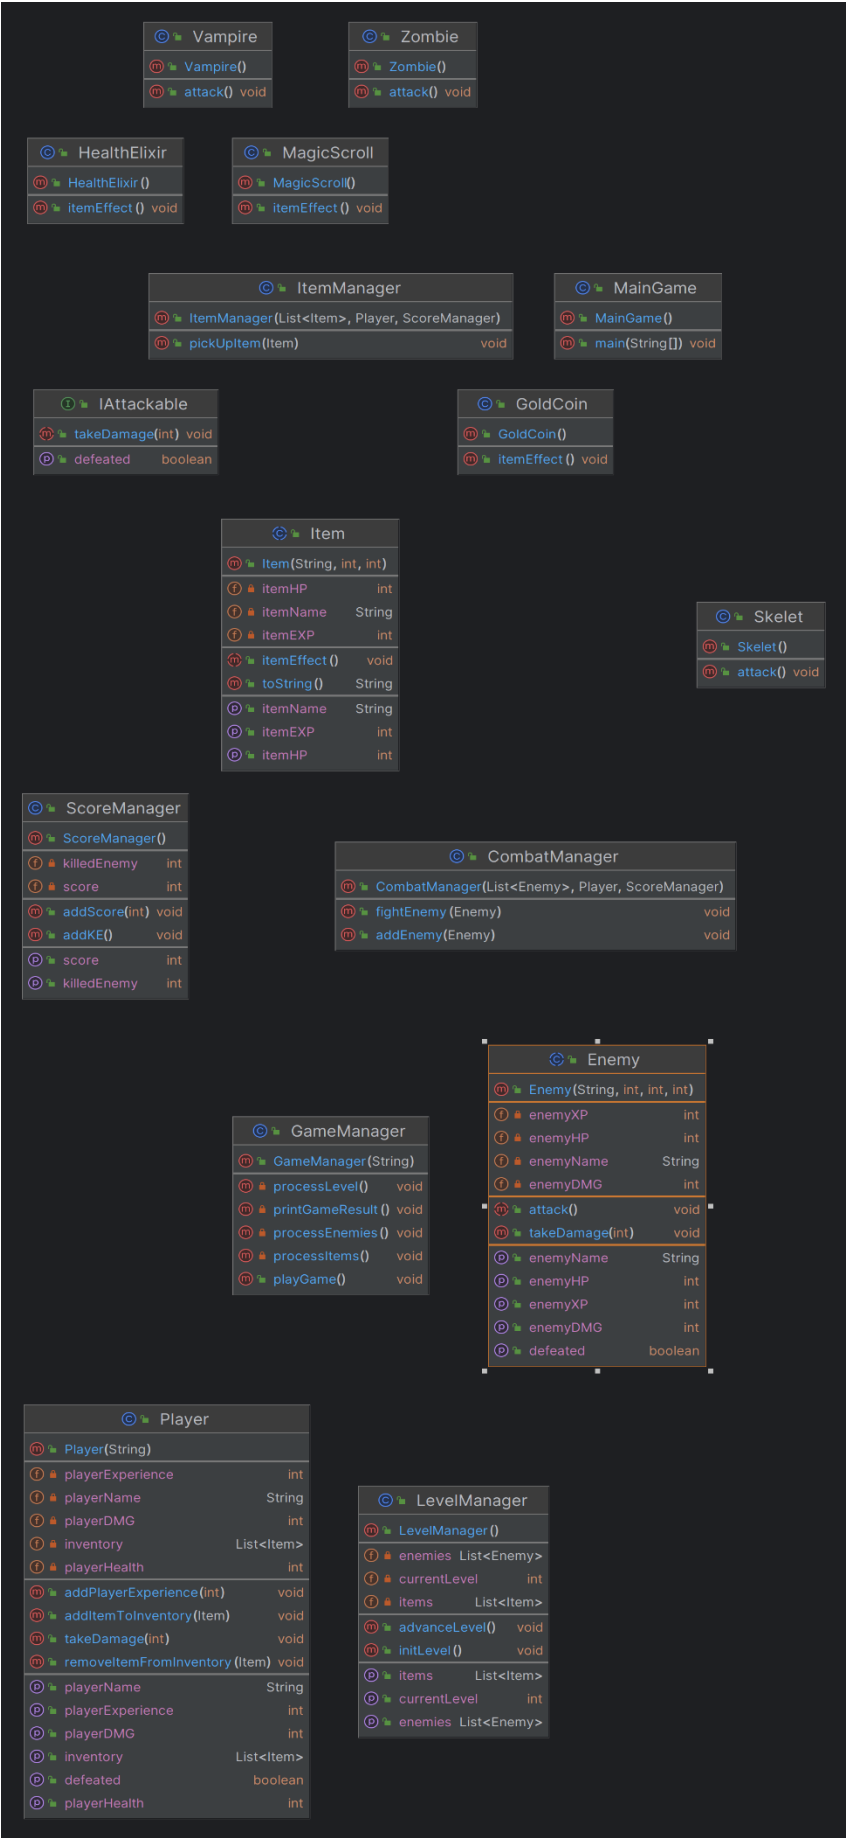 Vampire
Vampire()
attack() void
Zombie
Zombie()
attack() void
HealthElixir
HealthElixir()
itemEffect() void
MagicScroll
MagicScroll()
itemEffect() void
ItemManager
ItemManager(List<Item>, Player, ScoreManager)
pickUpItem(Item) void
MainGame
MainGame()
main(String[]) void
IAttackable
takeDamage(int) void
defeated boolean
GoldCoin
GoldCoin()
itemEffect() void
Item
Item(String, int, int)
itemHP int
itemName String
itemEXP int
itemEffect() void
toString() String
itemName String
itemEXP int
itemHP int
Skelet
Skelet()
attack() void
ScoreManager
ScoreManager()
killedEnemy int
score int
addScore(int) void
addKE() void
score int
killedEnemy int
CombatManager
CombatManager(List<Enemy>, Player, ScoreManager)
fightEnemy(Enemy) void
addEnemy(Enemy) void
Enemy
Enemy(String, int, int, int)
enemyXP int
enemyHP int
enemyName String
enemyDMG int
attack() void
takeDamage(int) void
enemyName String
enemyHP int
enemyXP int
enemyDMG int
defeated boolean
GameManager
GameManager(String)
processLevel() void
printGameResult() void
processEnemies() void
processItems() void
playGame() void
Player
Player(String)
playerExperience int
playerName String
playerDMG int
inventory List<Item>
playerHealth int
addPlayerExperience(int) void
addItemToInventory(Item) void
takeDamage(int) void
removeItemFromInventory(Item) void
playerName String
playerExperience int
playerDMG int
inventory List<Item>
defeated boolean
playerHealth int
LevelManager
LevelManager()
enemies List<Enemy>
currentLevel int
items List<Item>
advanceLevel() void
initLevel() void
items List<Item>
currentLevel int
enemies List<Enemy>